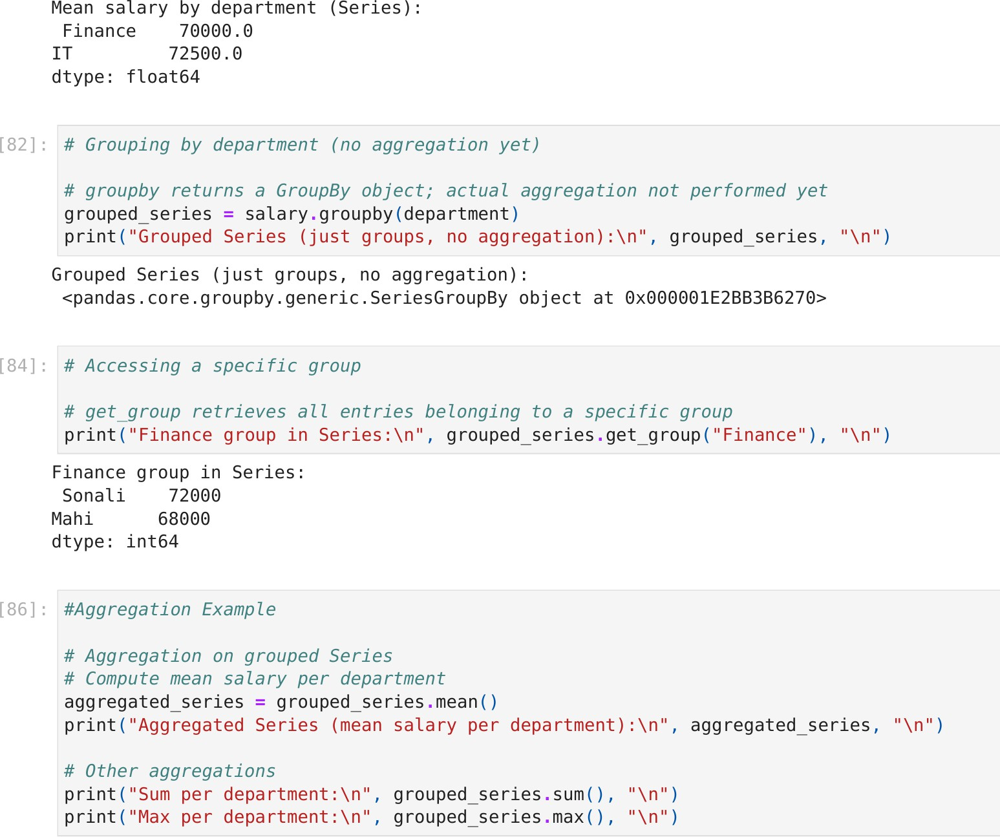 Mean salary by department (Series):
 Finance    70000.0
IT         72500.0
dtype: float64
[82]: # Grouping by department (no aggregation yet)
# groupby returns a GroupBy object; actual aggregation not performed yet
grouped_series = salary.groupby(department)
print("Grouped Series (just groups, no aggregation):\n", grouped_series, "\n")
Grouped Series (just groups, no aggregation):
 <pandas.core.groupby.generic.SeriesGroupBy object at 0x000001E2BB3B6270>
[84]: # Accessing a specific group
# get_group retrieves all entries belonging to a specific group
print("Finance group in Series:\n", grouped_series.get_group("Finance"), "\n")
Finance group in Series:
 Sonali    72000
Mahi      68000
dtype: int64
[86]: #Aggregation Example
# Aggregation on grouped Series
# Compute mean salary per department
aggregated_series = grouped_series.mean()
print("Aggregated Series (mean salary per department):\n", aggregated_series, "\n")
# Other aggregations
print("Sum per department:\n", grouped_series.sum(), "\n")
print("Max per department:\n", grouped_series.max(), "\n")